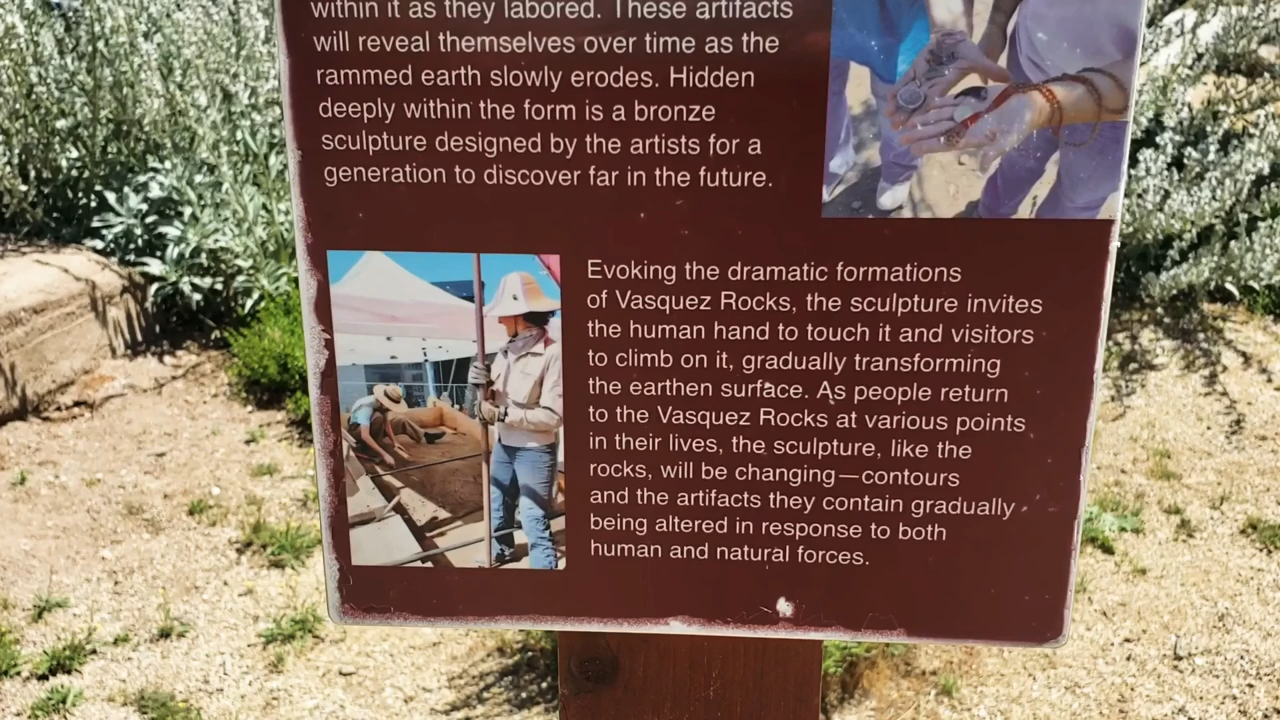 within it as they labored. These artifacts
will reveal themselves over time as the
rammed earth slowly erodes. Hidden
deeply within the form is a bronze
sculpture designed by the artists for a
generation to discover far in the future.
Evoking the dramatic formations
of Vasquez Rocks, the sculpture invites
the human hand to touch it and visitors
to climb on it, gradually transforming
the earthen surface. As people return
to the Vasquez Rocks at various points
in their lives, the sculpture, like the
rocks, will be changing—contours
and the artifacts they contain gradually
being altered in response to both
human and natural forces.